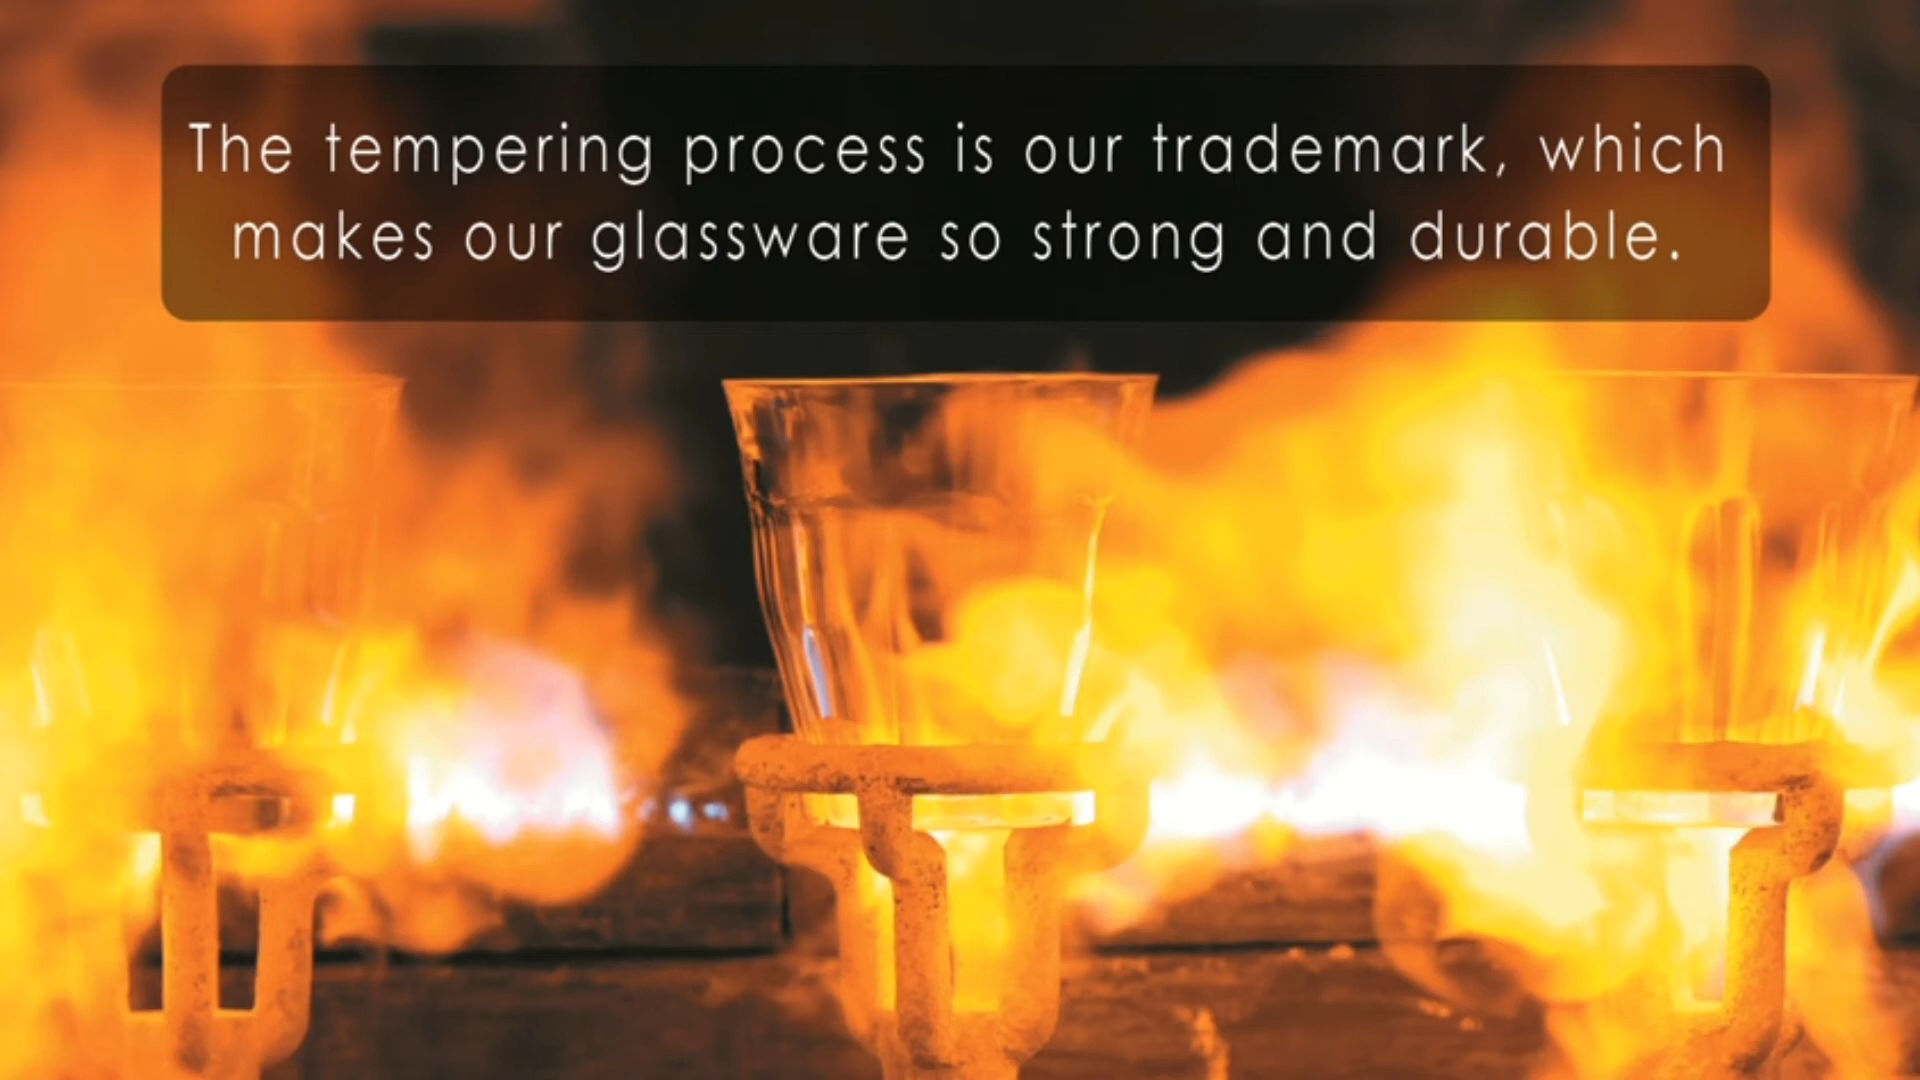 The tempering process is our trademark, which
makes our glassware so strong and durable.